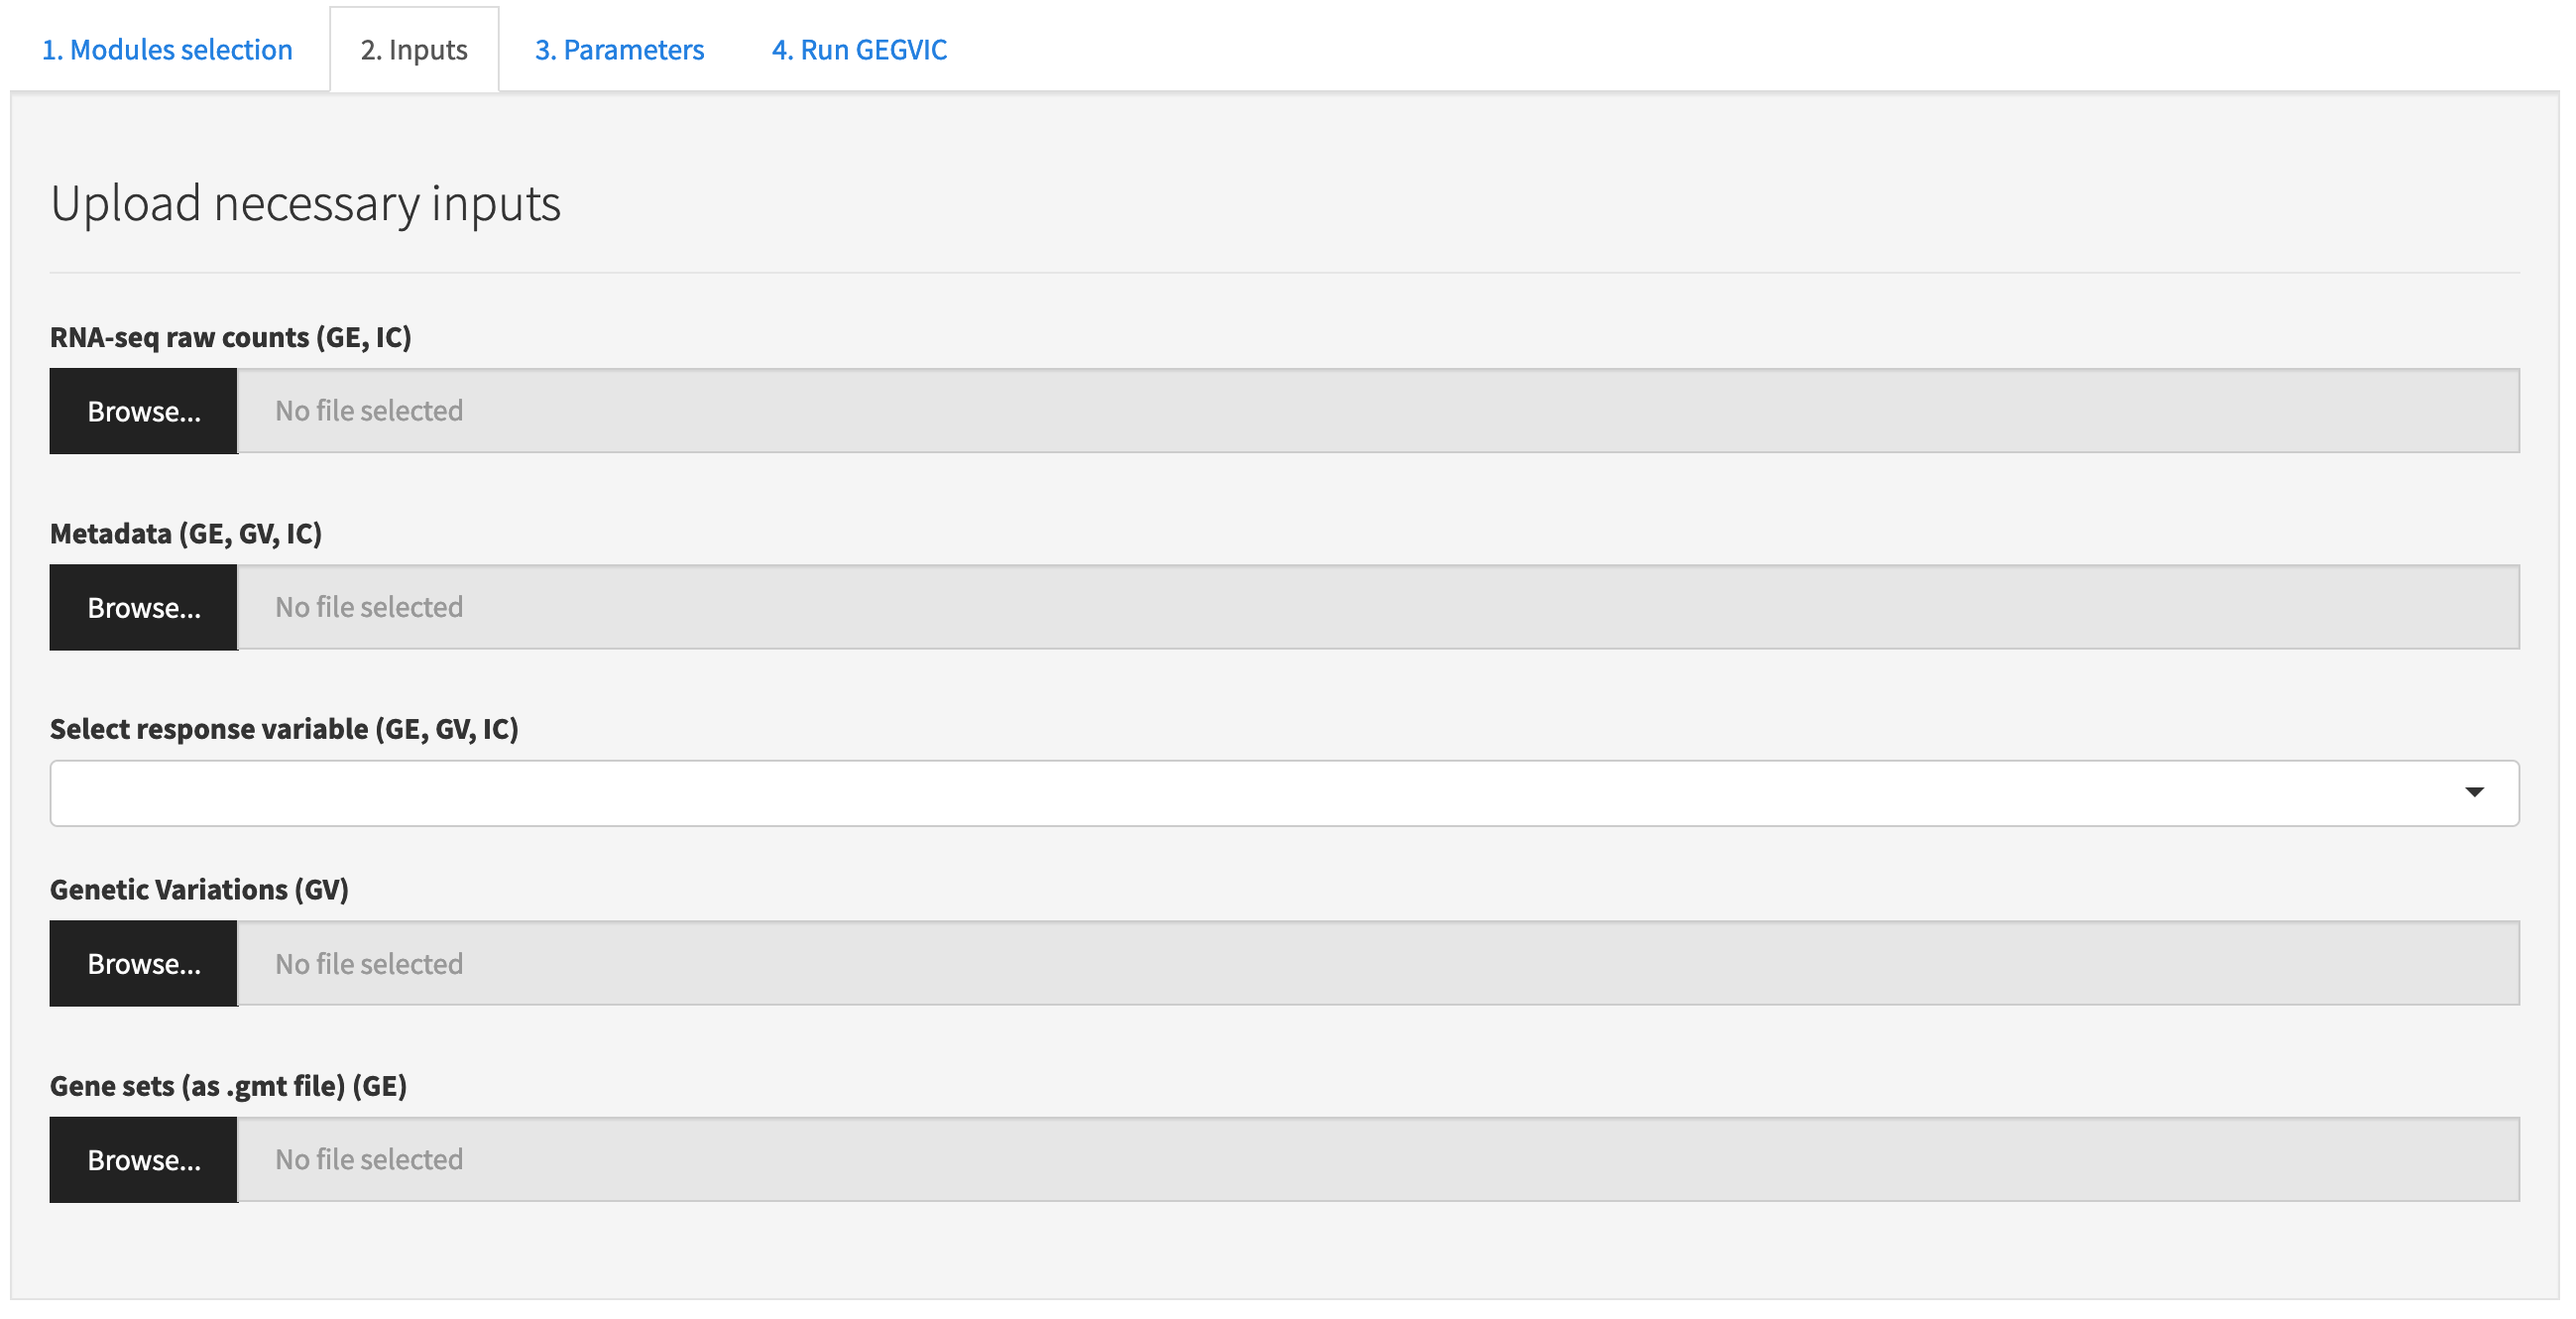 1. Modules selection 2. Inputs 3. Parameters 4. Run GEGVIC
Upload necessary inputs
RNA-seq raw counts (GE, IC)
Browse... No file selected
Metadata (GE, GV, IC)
Browse... No file selected
Select response variable (GE, GV, IC)
Genetic Variations (GV)
Browse... No file selected
Gene sets (as .gmt file) (GE)
Browse... No file selected